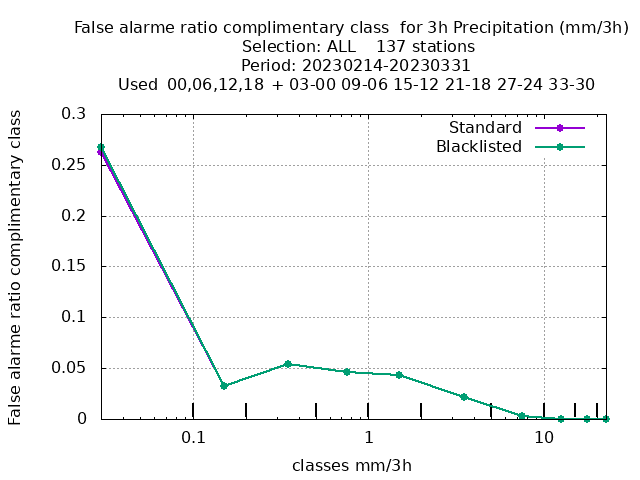 False alarme ratio complimentary class  for 3h Precipitation (mm/3h)
Selection: ALL    137 stations
Period: 20230214-20230331
Used  00,06,12,18  + 03-00 09-06 15-12 21-18 27-24 33-30
False alarme ratio complimentary class
0.3
0.25
0.2
0.15
0.1
0.05
0
Standard
Blacklisted
0.1
1
10
classes mm/3h